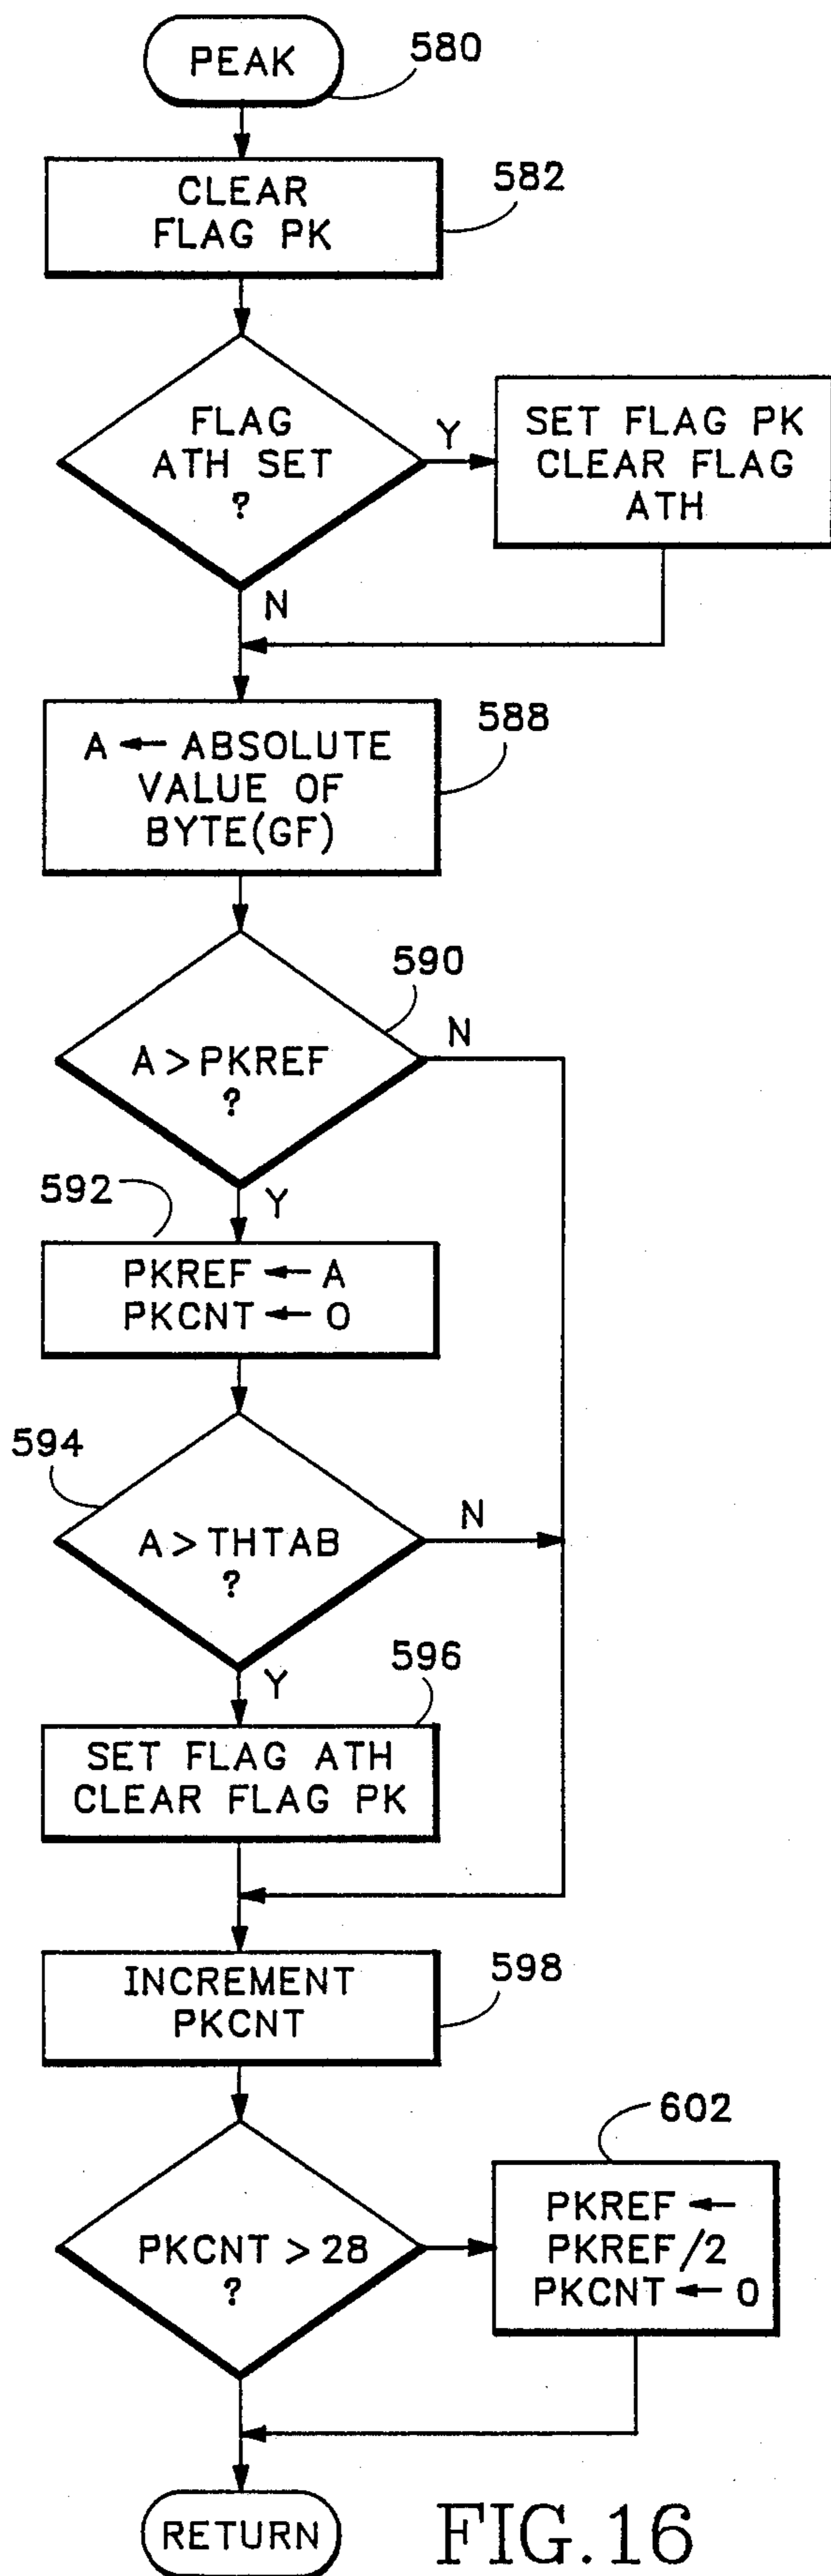 PEAK
580
CLEAR
FLAG PK
582
FLAG
ATH SET
?
Y
SET FLAG PK
CLEAR FLAG
ATH
N
A ← ABSOLUTE
VALUE OF
BYTE(GF)
588
590
A > PKREF
?
N
592
Y
PKREF ← A
PKCNT ← 0
594
A > THTAB
?
N
596
Y
SET FLAG ATH
CLEAR FLAG PK
INCREMENT
PKCNT
598
602
PKCNT > 28
?
PKREF ←
PKREF/2
PKCNT ← 0
RETURN
FIG.16